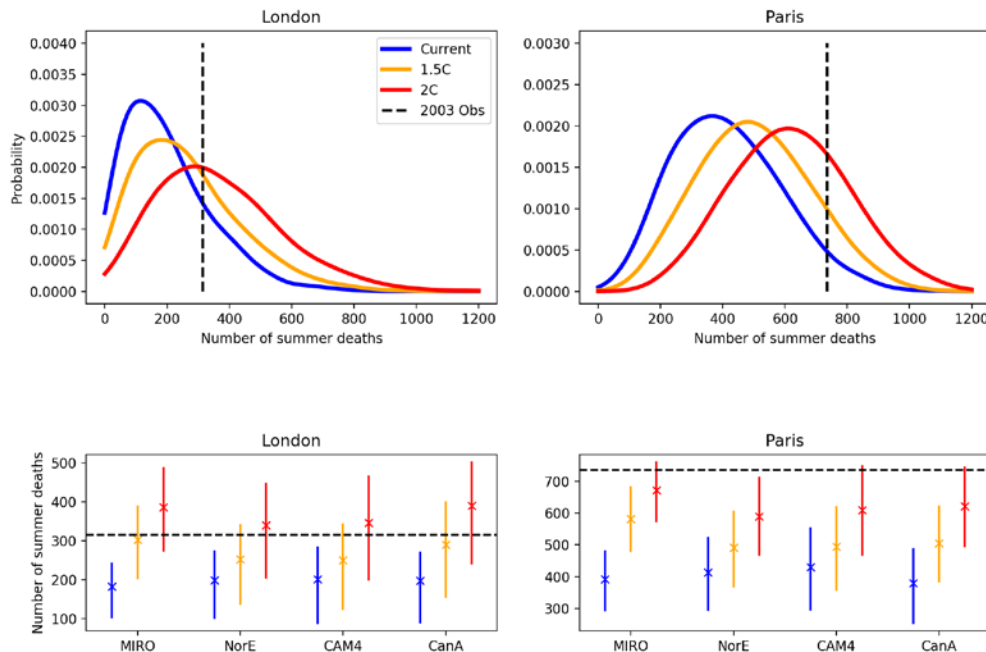 London
Paris
0.0040
0.0035
0.0030
0.0025
0.0020
0.0015
0.0010
0.0005
0.0000
Probability
Current
1.5C
2C
2003 Obs
0 200 400 600 800 1000 1200
Number of summer deaths
0.0030
0.0025
0.0020
0.0015
0.0010
0.0005
0.0000
0 200 400 600 800 1000 1200
Number of summer deaths
London
Paris
500
400
300
200
100
Number of summer deaths
MIRO NorE CAM4 CanA
700
600
500
400
300
MIRO NorE CAM4 CanA